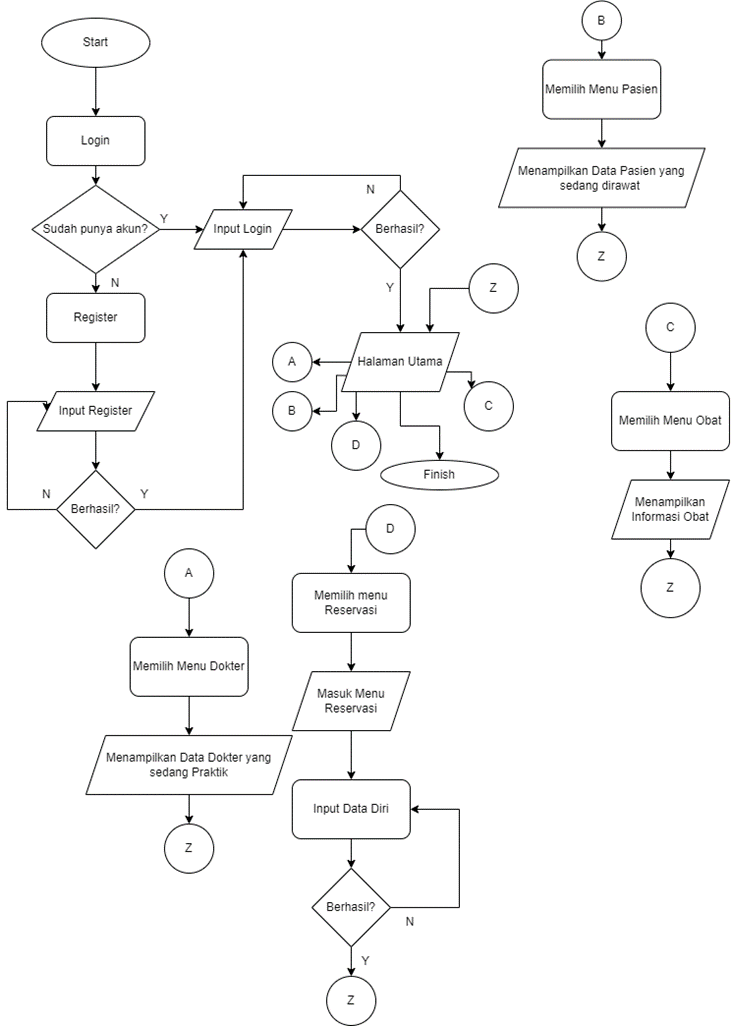 Start
Login
Sudah punya akun?
Y
N
Register
Input Register
Berhasil?
N
Y
Input Login
Berhasil?
N
Y
Z
Halaman Utama
A
B
D
C
Finish
B
Memilih Menu Pasien
Menampilkan Data Pasien yang
sedang dirawat
Z
C
Memilih Menu Obat
Menampilkan
Informasi Obat
Z
A
Memilih Menu Dokter
Menampilkan Data Dokter yang
sedang Praktik
Z
D
Memilih menu
Reservasi
Masuk Menu
Reservasi
Input Data Diri
Berhasil?
N
Y
Z